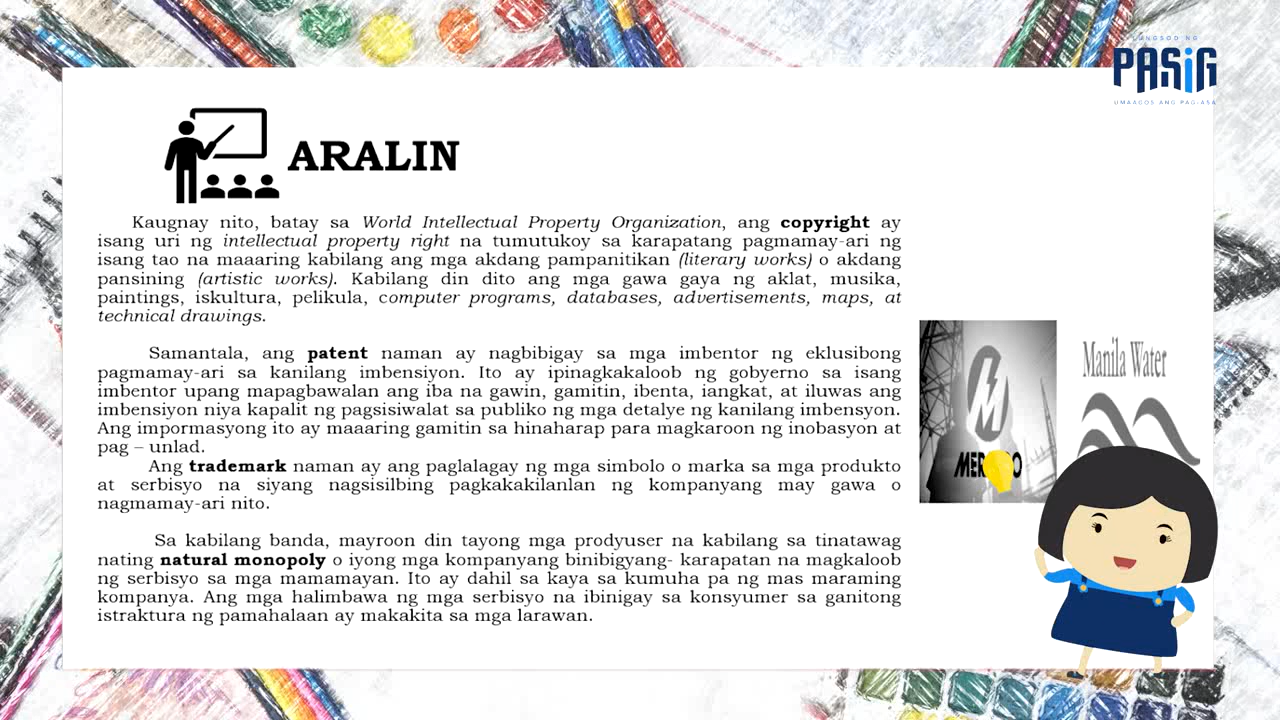 LUNGSOD NG
PASIG
UMAAGOS ANG PAG-ASA
ARALIN
Kaugnay nito, batay sa World Intellectual Property Organization, ang copyright ay
isang uri ng intellectual property right na tumutukoy sa karapatang pagmamay-ari ng
isang tao na maaaring kabilang ang mga akdang pampanitikan (literary works) o akdang
pansining (artistic works). Kabilang din dito ang mga gawa gaya ng aklat, musika,
paintings, iskultura, pelikula, computer programs, databases, advertisements, maps, at
technical drawings.
Samantala, ang patent naman ay nagbibigay sa mga imbentor ng eklusibong
pagmamay-ari sa kanilang imbensiyon. Ito ay ipinagkakaloob ng gobyerno sa isang
imbentor upang mapagbawalan ang iba na gawin, gamitin, ibenta, iangkat, at iluwas ang
imbensiyon niya kapalit ng pagsisiwalat sa publiko ng mga detalye ng kanilang imbensyon.
Ang impormasyong ito ay maaaring gamitin sa hinaharap para magkaroon ng inobasyon at
pag – unlad.
Ang trademark naman ay ang paglalagay ng mga simbolo o marka sa mga produkto
at serbisyo na siyang nagsisilbing pagkakakilanlan ng kompanyang may gawa o
nagmamay-ari nito.
Sa kabilang banda, mayroon din tayong mga prodyuser na kabilang sa tinatawag
nating natural monopoly o iyong mga kompanyang binibigyang- karapatan na magkaloob
ng serbisyo sa mga mamamayan. Ito ay dahil sa kaya sa kumuha pa ng mas maraming
kompanya. Ang mga halimbawa ng mga serbisyo na ibinigay sa konsyumer sa ganitong
istraktura ng pamahalaan ay makakita sa mga larawan.
Manila Water